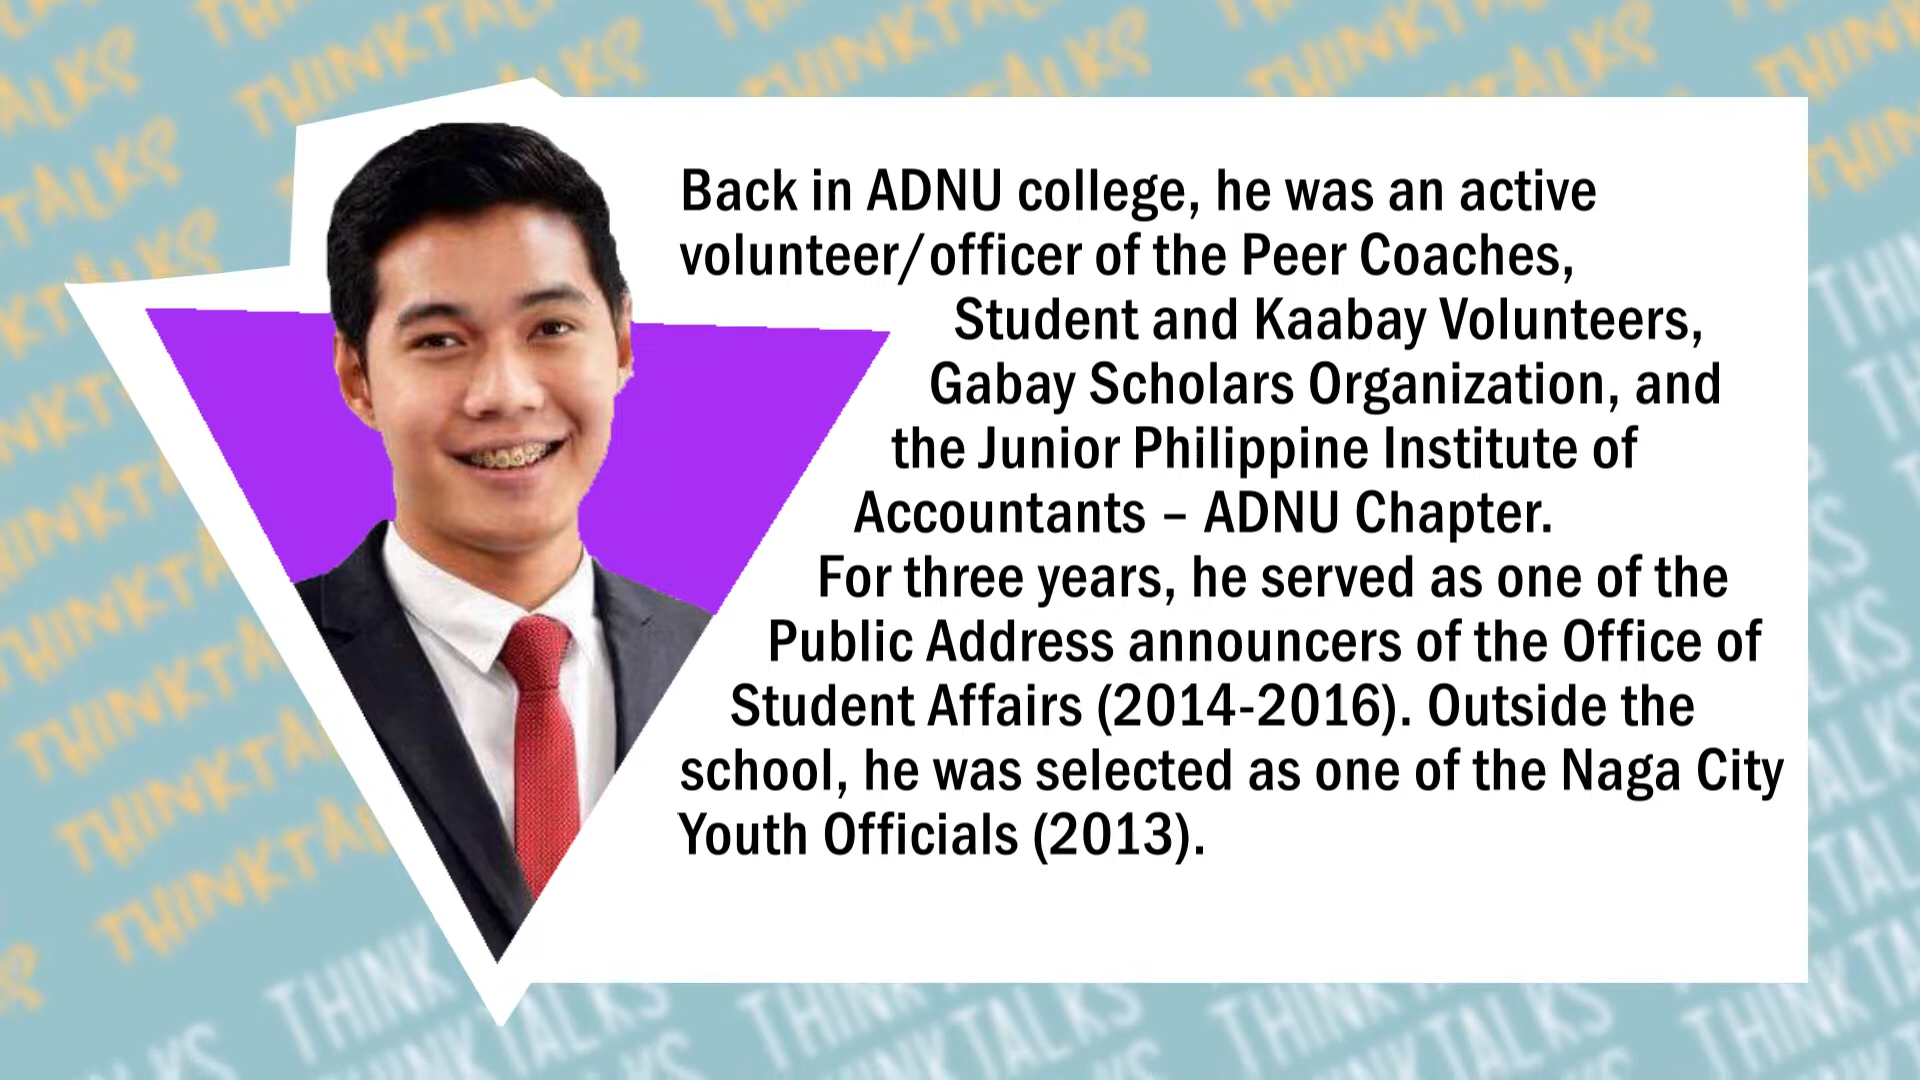 Back in ADNU college, he was an active
volunteer/officer of the Peer Coaches,
Student and Kaabay Volunteers,
Gabay Scholars Organization, and
the Junior Philippine Institute of
Accountants – ADNU Chapter.
For three years, he served as one of the
Public Address announcers of the Office of
Student Affairs (2014-2016). Outside the
school, he was selected as one of the Naga City
Youth Officials (2013).
THINKTALKS